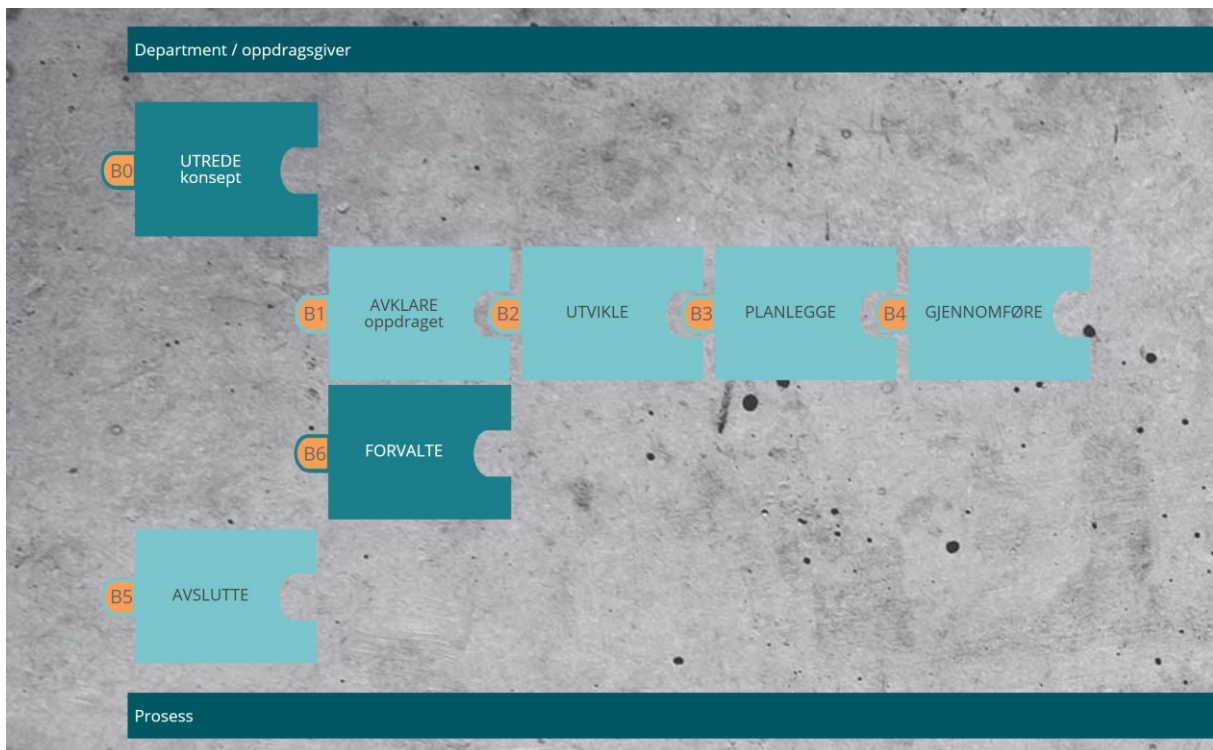 Department / oppdragsgiver
B0
UTREDE
konsept
B1
AVKLARE
oppdraget
B2
UTVIKLE
B3
PLANLEGGE
B4
GJENNOMFØRE
B6
FORVALTE
B5
AVSLUTTE
Prosess